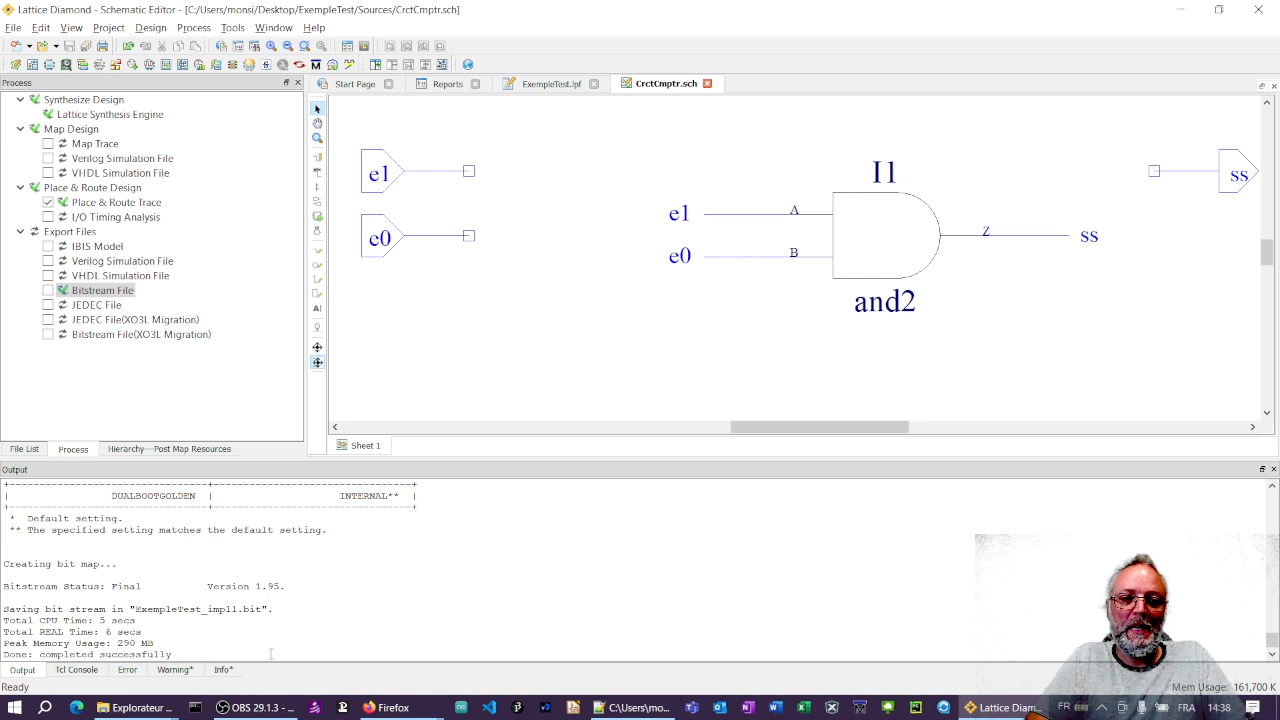 Lattice Diamond - Schematic Editor - [C:/Users/monsi/Desktop/ExempleTest/Sources/CrctCmptr.sch]
File Edit View Project Design Process Tools Window Help
Process
Start Page
Reports
ExempleTest.lpf
CrctCmptr.sch
Synthesize Design
Lattice Synthesis Engine
Map Design
Map Trace
Verilog Simulation File
VHDL Simulation File
Place & Route Design
Place & Route Trace
I/O Timing Analysis
Export Files
IBIS Model
Verilog Simulation File
VHDL Simulation File
Bitstream File
JEDEC File
JEDEC File(XO3L Migration)
Bitstream File(XO3L Migration)
e1
e0
I1
e1 A
e0 B
Z ss
and2
ss
File List Process Hierarchy Post Map Resources
Sheet 1
Output
| DUALBOOTGOLDEN | INTERNAL** |
* Default setting.
** The specified setting matches the default setting.
Creating bit map...
Bitstream Status: Final Version 1.95.
Saving bit stream in "ExempleTest_impl1.bit".
Total CPU Time: 5 secs
Total REAL Time: 6 secs
Peak Memory Usage: 290 MB
Done: completed successfully
Output Tcl Console Error Warning* Info*
Ready
Mem Usage: 161,700 K
Explorateur ...
OBS 29.1.3 - ...
Firefox
C:\Users\mo...
Lattice Diam...
FR
FRA
14:38